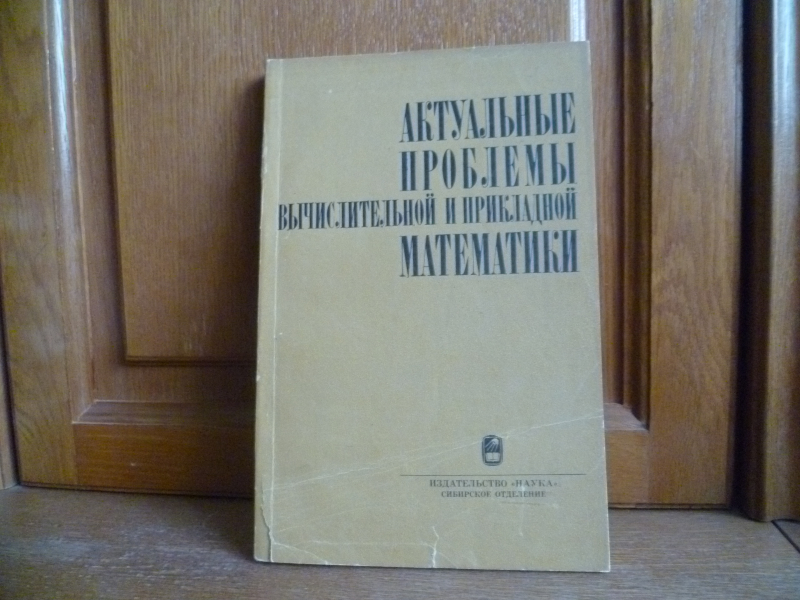 АКТУАЛЬНЫЕ
ПРОБЛЕМЫ
ВЫЧИСЛИТЕЛЬНОЙ И ПРИКЛАДНОЙ
МАТЕМАТИКИ
ИЗДАТЕЛЬСТВО «НАУКА»
СИБИРСКОЕ ОТДЕЛЕНИЕ